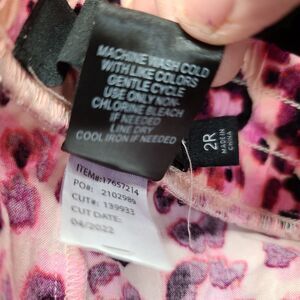 MACHINE WASH COLD
WITH LIKE COLORS
GENTLE CYCLE
USE ONLY NON-
CHLORINE BLEACH
IF NEEDED
LINE DRY
COOL IRON IF NEEDED
ITEM#:17657214
PO#: 2102989
CUT#: 139933
CUT DATE:
04/2022
2R
MADE IN
CHINA